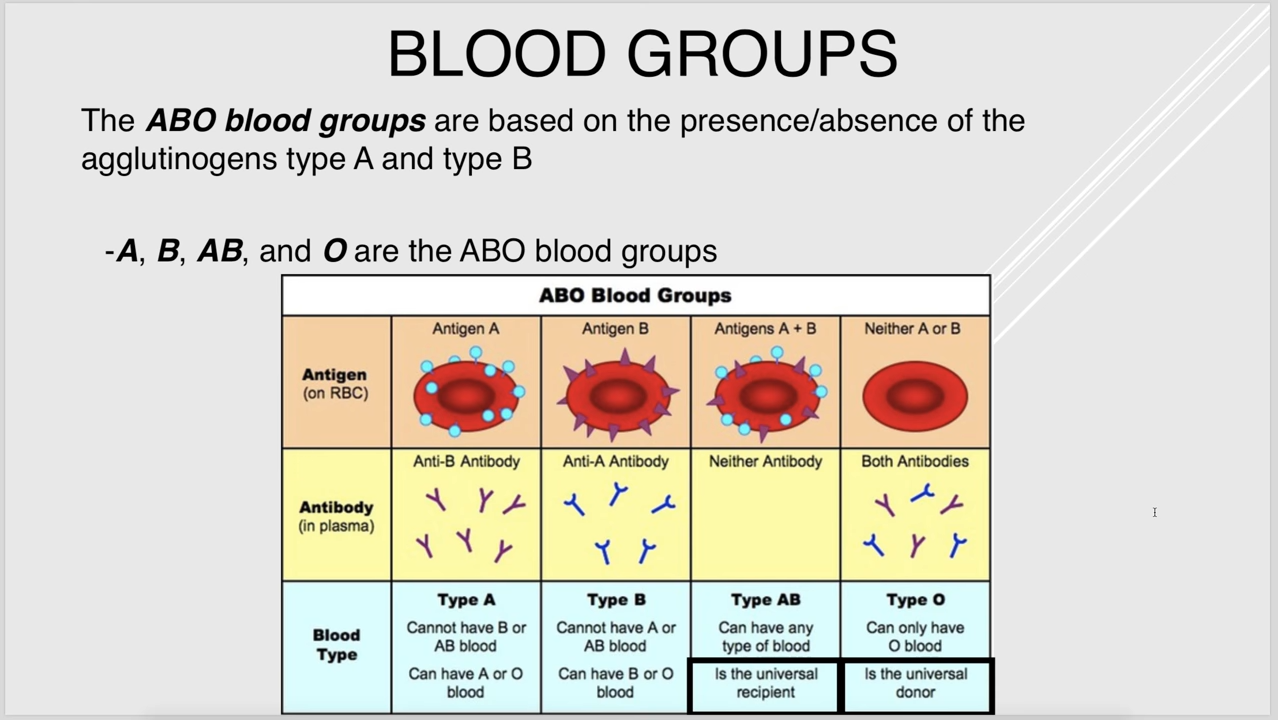 BLOOD GROUPS
The ABO blood groups are based on the presence/absence of the
agglutinogens type A and type B
-A, B, AB, and O are the ABO blood groups
ABO Blood Groups
Antigen
(on RBC)
Antigen A
Antigen B
Antigens A + B
Neither A or B
Antibody
(in plasma)
Anti-B Antibody
Anti-A Antibody
Neither Antibody
Both Antibodies
Blood
Type
Type A
Cannot have B or
AB blood
Can have A or O
blood
Type B
Cannot have A or
AB blood
Can have B or O
blood
Type AB
Can have any
type of blood
Is the universal
recipient
Type O
Can only have
O blood
Is the universal
donor